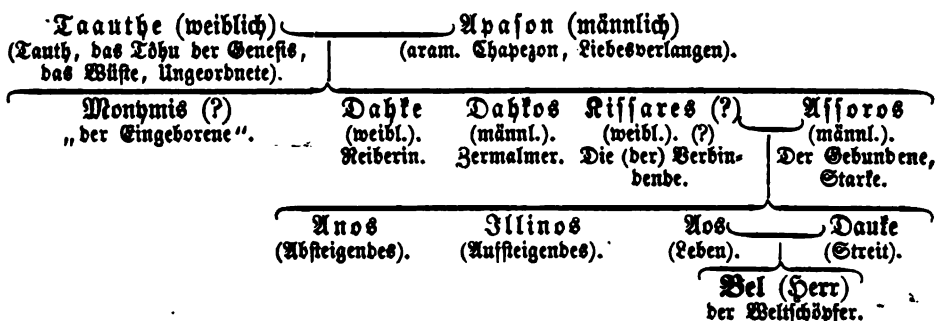 Taauthe (weiblich) Apason (männlich)
(Tauth, das Tôhu der Genesis, (aram. Chapezon, Liebesverlangen).
das Wüste, Ungeordnete).
Monymis (?) Dahke Dahkos Kissares (?) Assoros
„der Eingeborene“. (weibl.). (männl.). (weibl.). (?) (männl.).
Reiberin. Zermalmer. Die (der) Verbin- Der Gebundene,
dende. Starke.
Anos Illinos Aos Dauke
(Absteigendes). (Aufsteigendes). (Leben). (Streit).
Bel (Herr)
der Weltschöpfer.